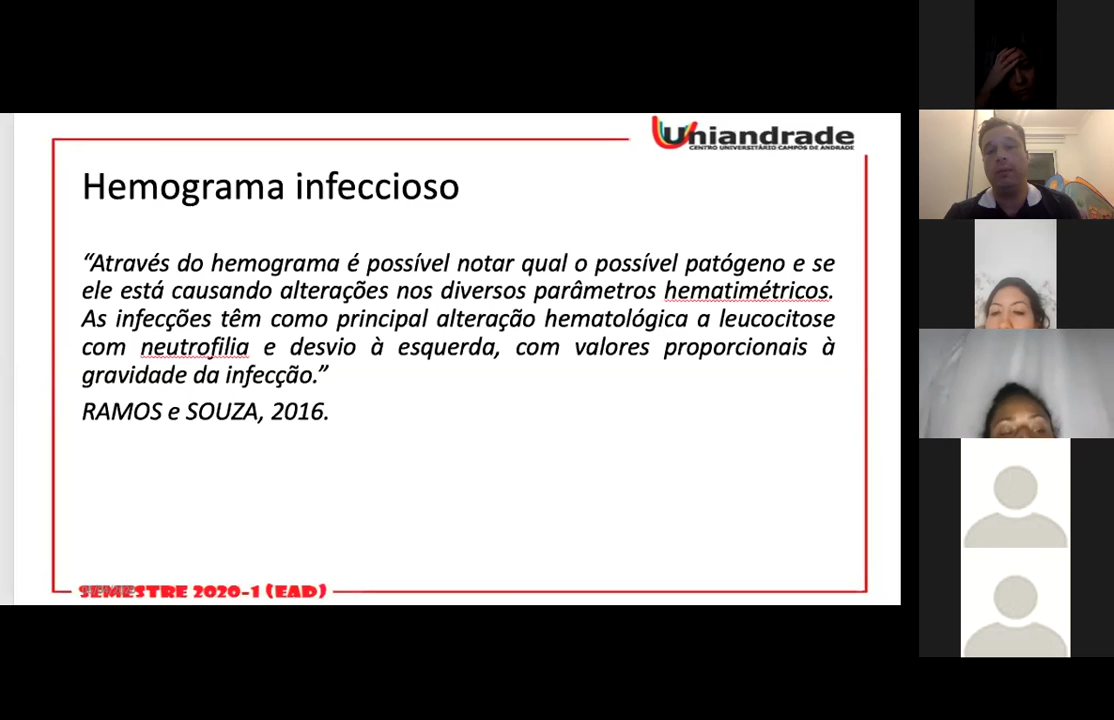 Uniandrade
CENTRO UNIVERSITÁRIO CAMPOS DE ANDRADE
Hemograma infeccioso
“Através do hemograma é possível notar qual o possível patógeno e se
ele está causando alterações nos diversos parâmetros hematimétricos.
As infecções têm como principal alteração hematológica a leucocitose
com neutrofilia e desvio à esquerda, com valores proporcionais à
gravidade da infecção.”
RAMOS e SOUZA, 2016.
SEMESTRE 2020-1 (EAD)